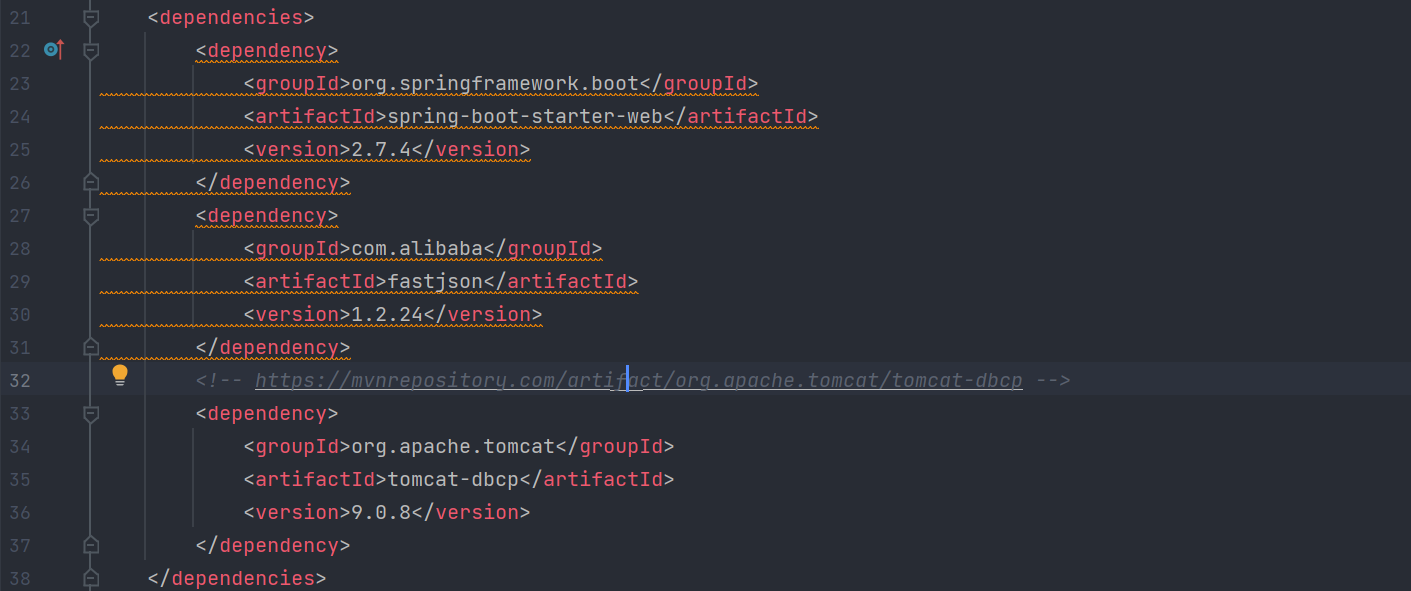 21 <dependencies>
22 <dependency>
23 <groupId>org.springframework.boot</groupId>
24 <artifactId>spring-boot-starter-web</artifactId>
25 <version>2.7.4</version>
26 </dependency>
27 <dependency>
28 <groupId>com.alibaba</groupId>
29 <artifactId>fastjson</artifactId>
30 <version>1.2.24</version>
31 </dependency>
32 <!-- https://mvnrepository.com/artifact/org.apache.tomcat/tomcat-dbcp -->
33 <dependency>
34 <groupId>org.apache.tomcat</groupId>
35 <artifactId>tomcat-dbcp</artifactId>
36 <version>9.0.8</version>
37 </dependency>
38 </dependencies>